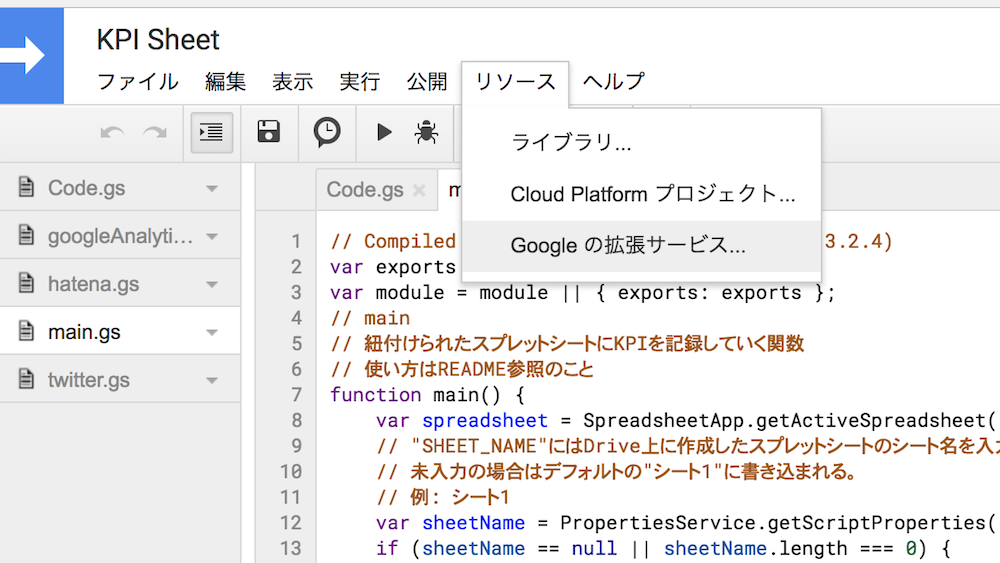 KPI Sheet
ファイル 編集 表示 実行 公開 リソース ヘルプ
ライブラリ...
Cloud Platform プロジェクト...
Google の拡張サービス...
Code.gs
googleAnalyti...
hatena.gs
main.gs
twitter.gs
Code.gs × m
1 // Compiled 3.2.4)
2 var exports
3 var module = module || { exports: exports };
4 // main
5 // 紐付けられたスプレットシートにKPIを記録していく関数
6 // 使い方はREADME参照のこと
7 function main() {
8 var spreadsheet = SpreadsheetApp.getActiveSpreadsheet(
9 // "SHEET_NAME"にはDrive上に作成したスプレットシートのシート名を入
10 // 未入力の場合はデフォルトの"シート1"に書き込まれる。
11 // 例: シート1
12 var sheetName = PropertiesService.getScriptProperties(
13 if (sheetName == null || sheetName.length === 0) {